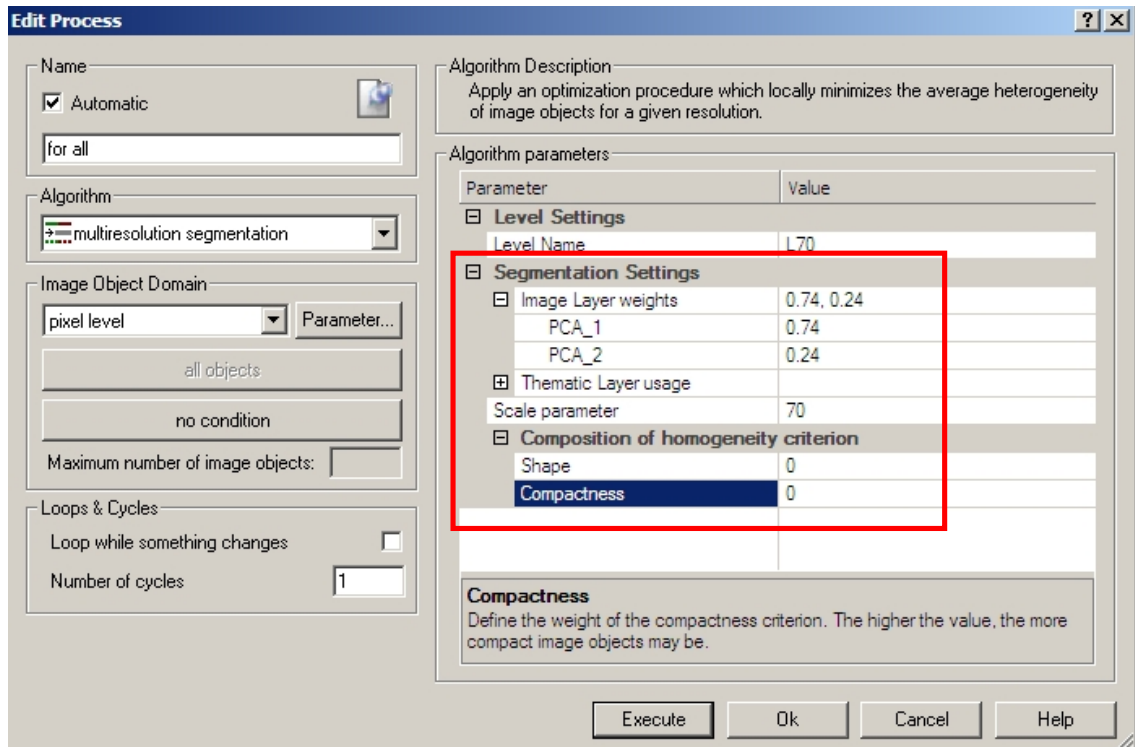 Edit Process
Name
Automatic
for all
Algorithm
multiresolution segmentation
Image Object Domain
pixel level Parameter...
all objects
no condition
Maximum number of image objects:
Loops & Cycles
Loop while something changes
Number of cycles 1
Algorithm Description
Apply an optimization procedure which locally minimizes the average heterogeneity
of image objects for a given resolution.
Algorithm parameters
Parameter Value
Level Settings
Level Name L70
Segmentation Settings
Image Layer weights 0.74, 0.24
PCA_1 0.74
PCA_2 0.24
Thematic Layer usage
Scale parameter 70
Composition of homogeneity criterion
Shape 0
Compactness 0
Compactness
Define the weight of the compactness criterion. The higher the value, the more
compact image objects may be.
Execute Ok Cancel Help